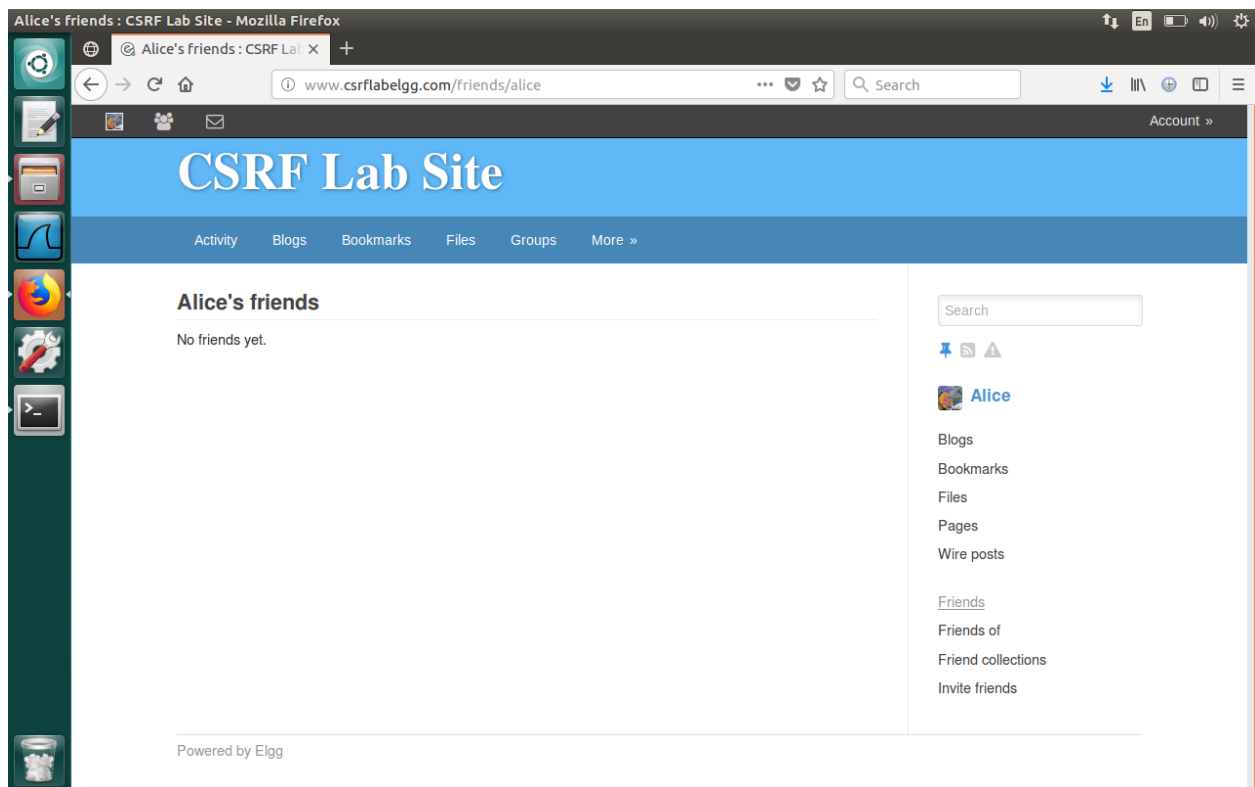 Alice's friends : CSRF Lab Site - Mozilla Firefox
En
Alice's friends : CSRF Lab
www.csrflabelgg.com/friends/alice
Search
Account »
CSRF Lab Site
Activity Blogs Bookmarks Files Groups More »
Alice's friends
No friends yet.
Search
Alice
Blogs
Bookmarks
Files
Pages
Wire posts
Friends
Friends of
Friend collections
Invite friends
Powered by Elgg